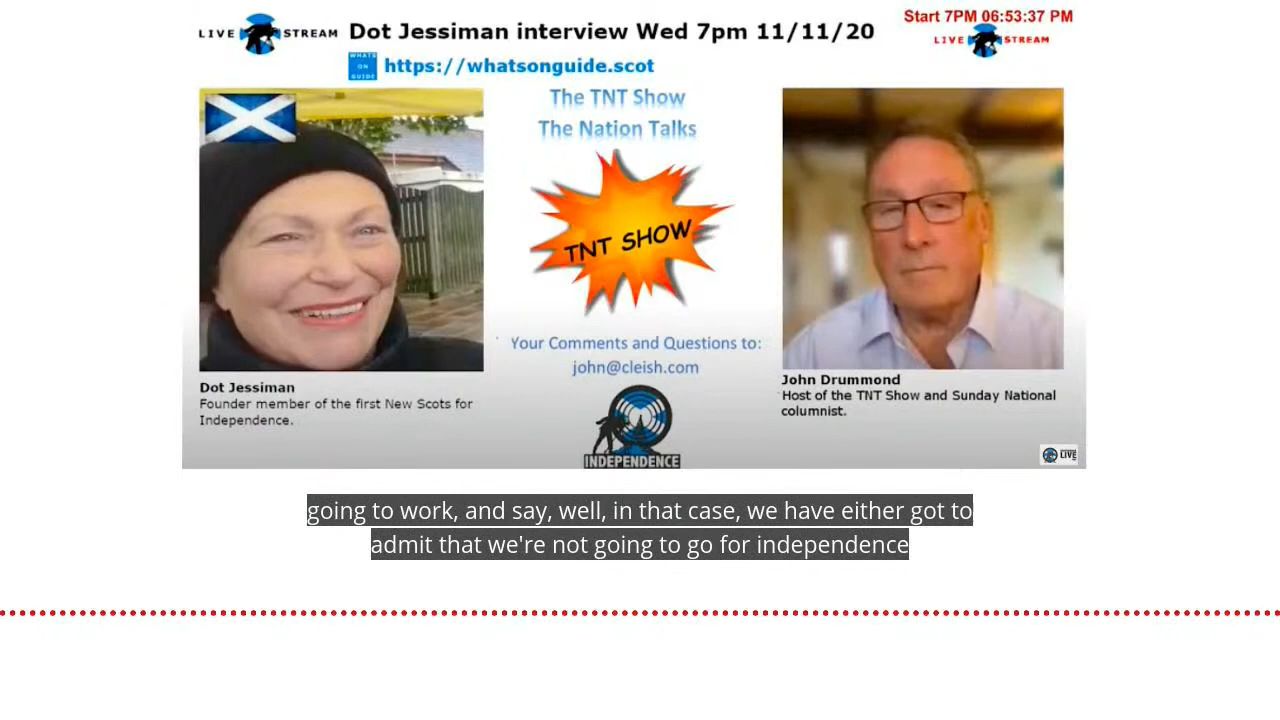 LIVE STREAM
Dot Jessiman interview Wed 7pm 11/11/20
Start 7PM 06:53:37 PM
LIVE STREAM
WHATS
ON
GUIDE
https://whatsonguide.scot
The TNT Show
The Nation Talks
TNT SHOW
Your Comments and Questions to:
john@cleish.com
Dot Jessiman
Founder member of the first New Scots for
Independence.
John Drummond
Host of the TNT Show and Sunday National
columnist.
INDEPENDENCE
LIVE
going to work, and say, well, in that case, we have either got to
admit that we're not going to go for independence